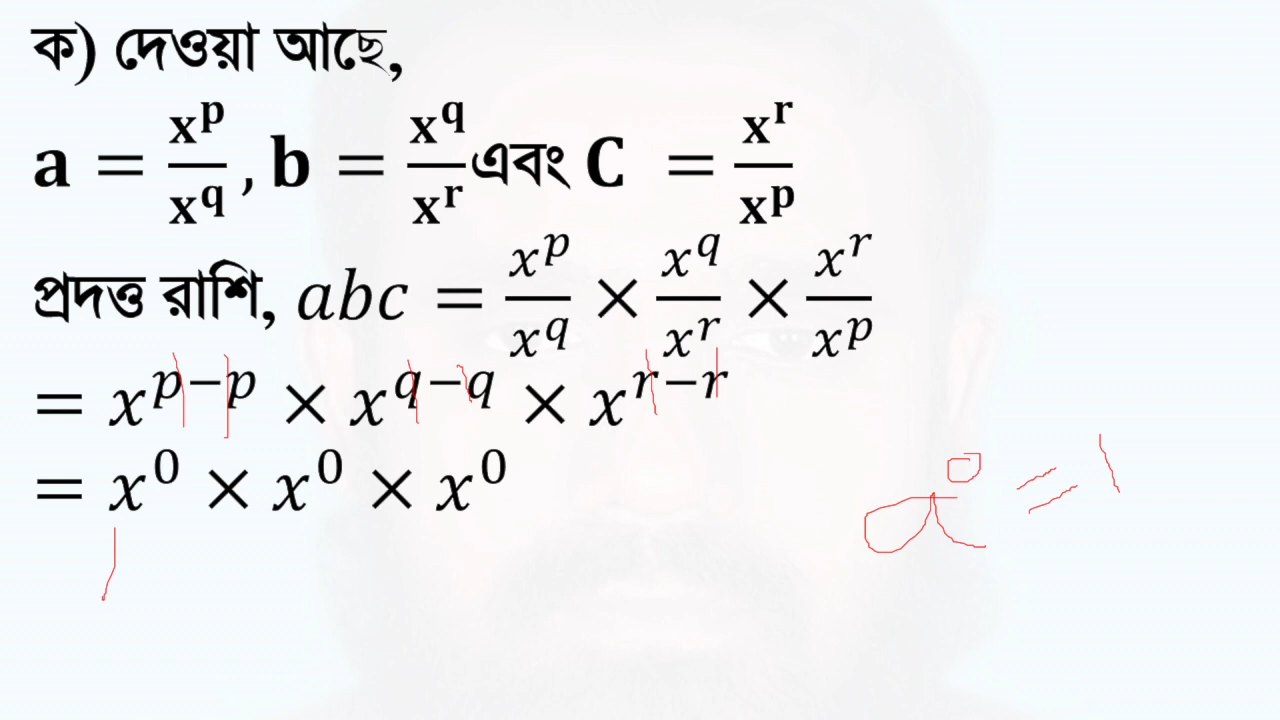 ক) দেওয়া আছে,
a = x^p/x^q , b = x^q/x^r এবং C = x^r/x^p
প্রদত্ত রাশি, abc = x^p/x^q × x^q/x^r × x^r/x^p
= x^(p−p) × x^(q−q) × x^(r−r)
= x^0 × x^0 × x^0
a^0 = 1